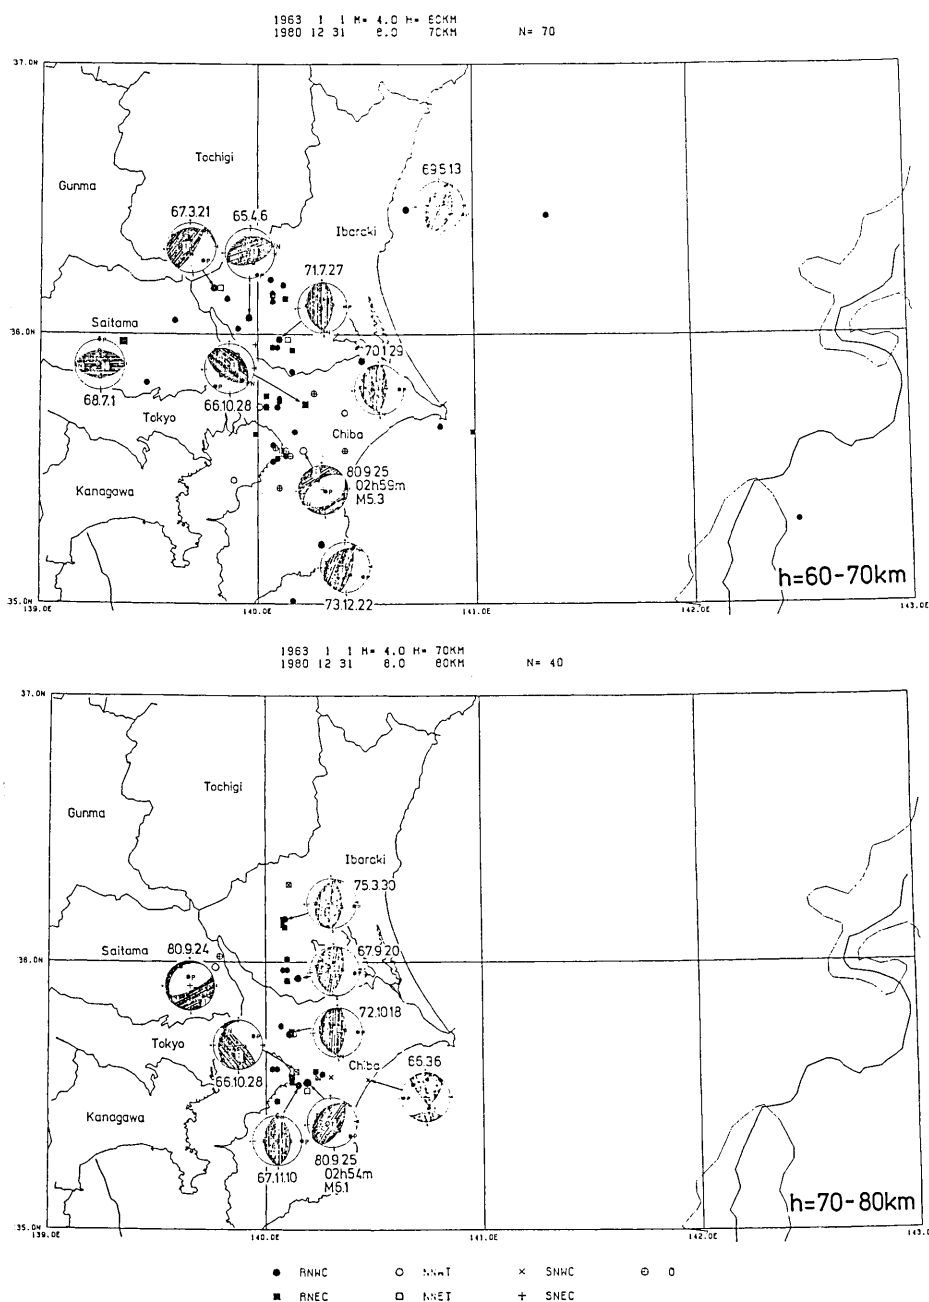 1963 1 1 M= 4.0 H= 60KM
1980 12 31 8.0 70KM N= 70
37.0N
Tochigi
Gunma
69.5.13
67.3.21
65.4.6
Ibaraki
71.7.27
36.0N
Saitama
70.1.29
68.7.1
66.10.28
Tokyo
Chiba
80.9.25
02h59m
M5.3
Kanagawa
73.12.22
h=60-70km
35.0N
139.0E
140.0E
141.0E
142.0E
143.0E
1963 1 1 M= 4.0 H= 70KM
1980 12 31 8.0 80KM N= 40
37.0N
Tochigi
Gunma
Ibaraki
75.3.30
Saitama
80.9.24
67.9.20
36.0N
72.10.18
Tokyo
Chiba
65.3.6
66.10.28
Kanagawa
67.11.10
80.9.25
02h54m
M6.1
h=70-80km
35.0N
139.0E
140.0E
141.0E
142.0E
143.0
RNWC NNWT SNWC O
RNEC NNET SNEC